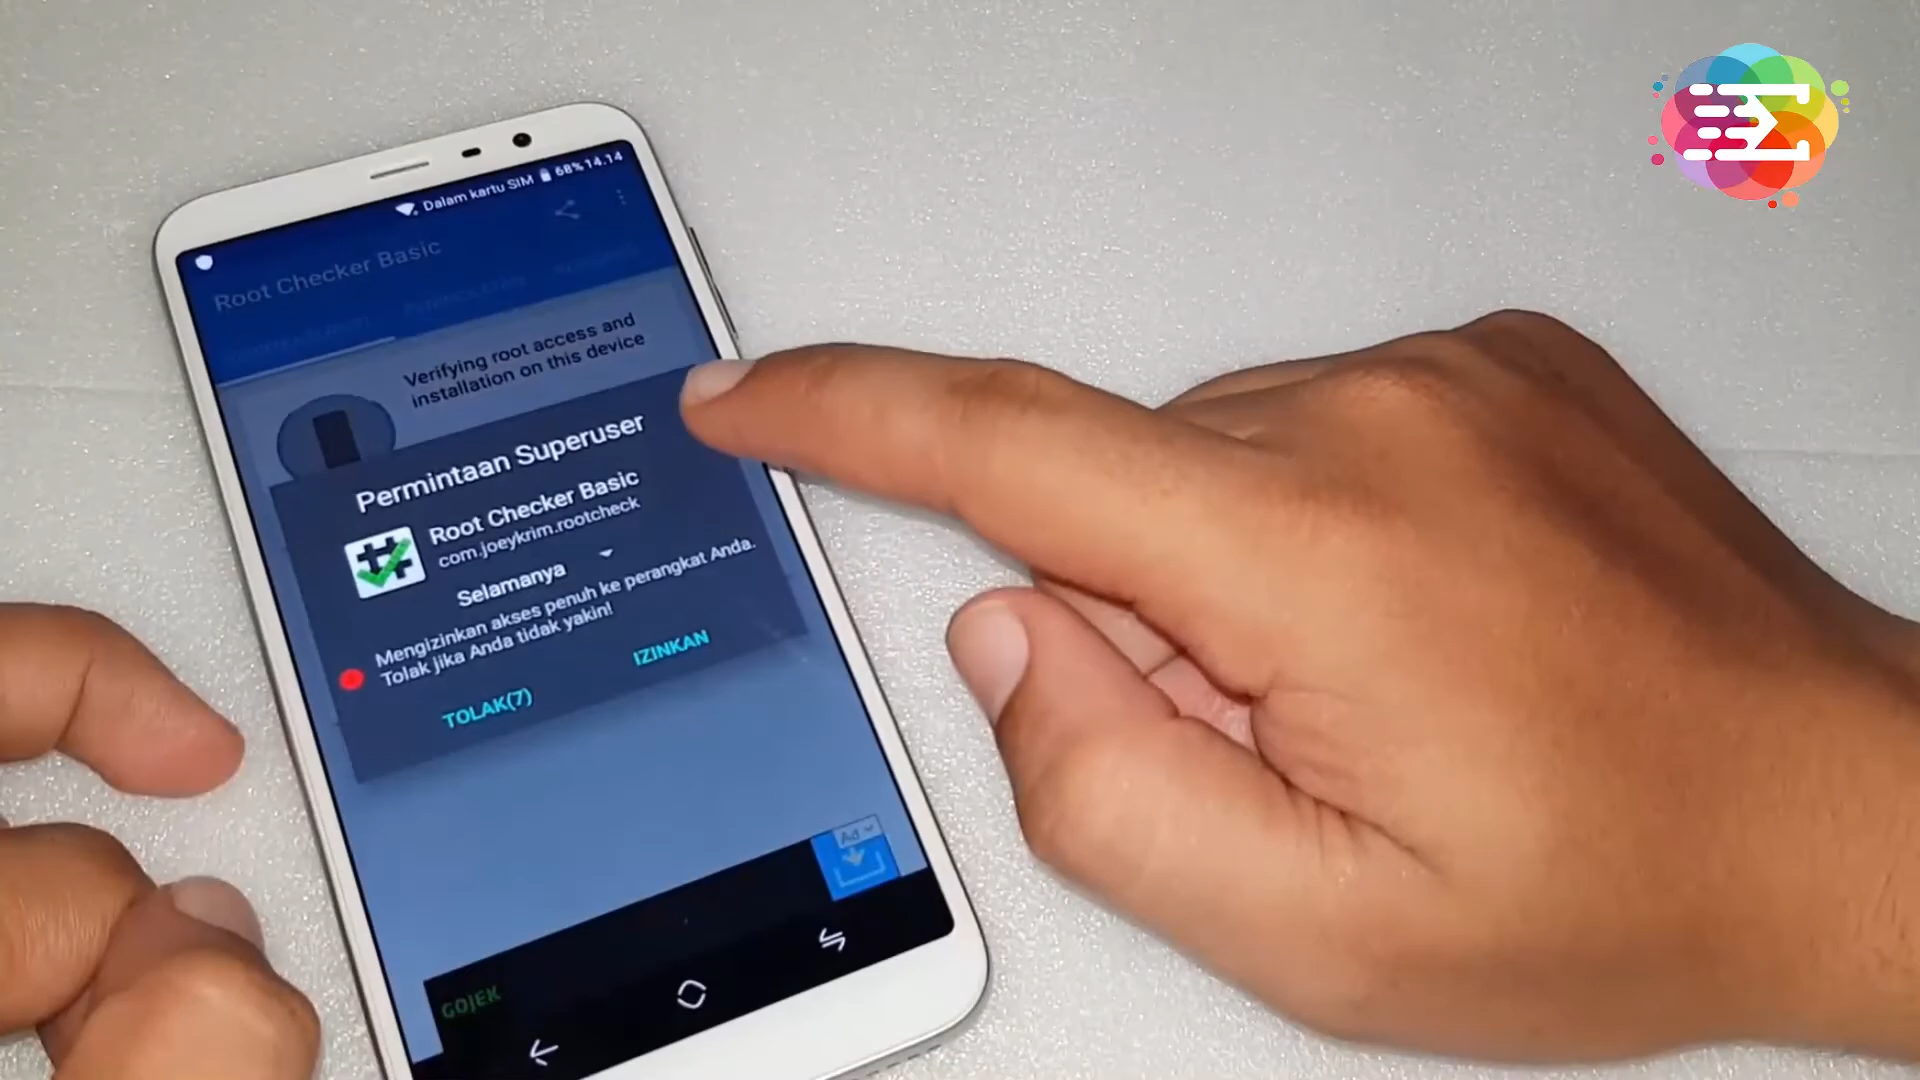 Dalam kartu SIM 68% 14.14
Root Checker Basic
Verifying root access and
installation on this device
Permintaan Superuser
Root Checker Basic
com.joeykrim.rootcheck
Selamanya
Mengizinkan akses penuh ke perangkat Anda.
Tolak jika Anda tidak yakin!
TOLAK(7)
IZINKAN
Ad
GOJEK